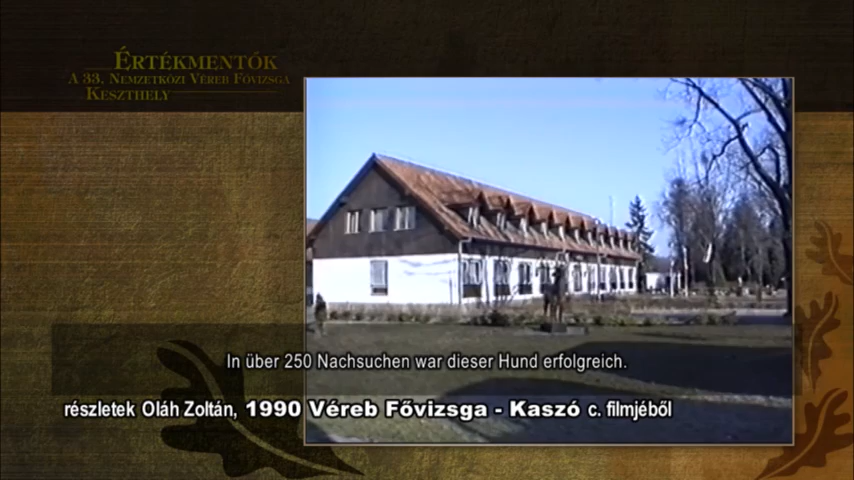 ÉRTÉKMENTŐK
A 33. NEMZETKÖZI VÉREB FŐVIZSGA
KESZTHELY
In über 250 Nachsuchen war dieser Hund erfolgreich.
részletek Oláh Zoltán, 1990 Véreb Fővizsga - Kaszó c. filmjéből